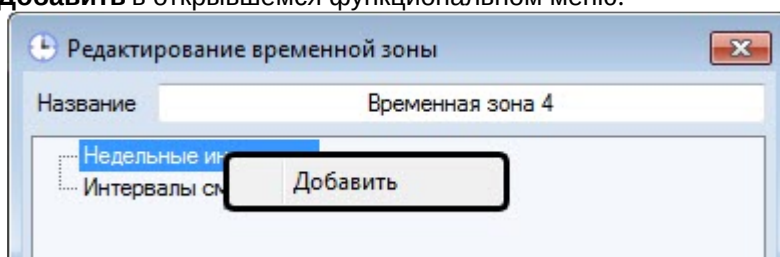 Добавить в открывшемся функциональном меню.
Редактирование временной зоны
Название Временная зона 4
Недельные ин
Интервалы см
Добавить